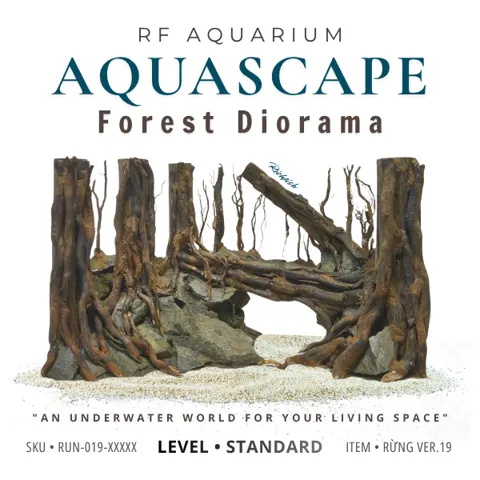 RF AQUARIUM
AQUASCAPE
Forest Diorama
Richfish
"AN UNDERWATER WORLD FOR YOUR LIVING SPACE"
SKU • RUN-019-XXXXX LEVEL • STANDARD ITEM • RỪNG VER.19